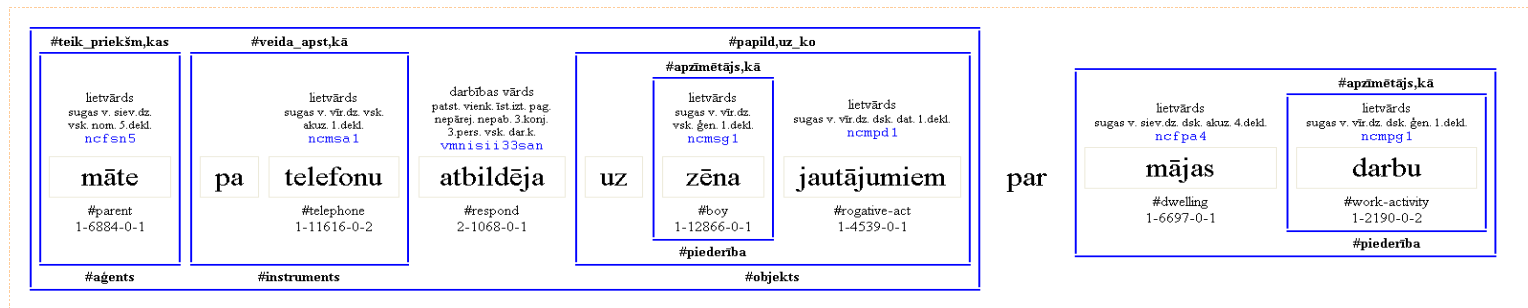 #teik_priekšm,kas #veida_apst,kā #papild,uz_ko
#apzīmētājs,kā #apzīmētājs,kā
lietvārds
sugas v. siev.dz.
vsk. nom. 5.dekl.
ncfsn5
lietvārds
sugas v. vīr.dz. vsk.
akuz. 1.dekl.
ncmsa1
darbības vārds
patst. vienk. īst.izt. pag.
nepārej. nepab. 3.konj.
3.pers. vsk. dar.k.
vmnisii33san
lietvārds
sugas v. vīr.dz.
vsk. ģen. 1.dekl.
ncmsg1
lietvārds
sugas v. vīr.dz. dsk. dat. 1.dekl.
ncmpd1
lietvārds
sugas v. siev.dz. dsk. akuz. 4.dekl.
ncfpa4
lietvārds
sugas v. vīr.dz. dsk. ģen. 1.dekl.
ncmpg1
māte pa telefonu atbildēja uz zēna jautājumiem par mājas darbu
#parent #telephone #respond #boy #rogative-act #dwelling #work-activity
1-6884-0-1 1-11616-0-2 2-1068-0-1 1-12866-0-1 1-4539-0-1 1-6697-0-1 1-2190-0-2
#piederība #piederība
#aģents #instruments #objekts